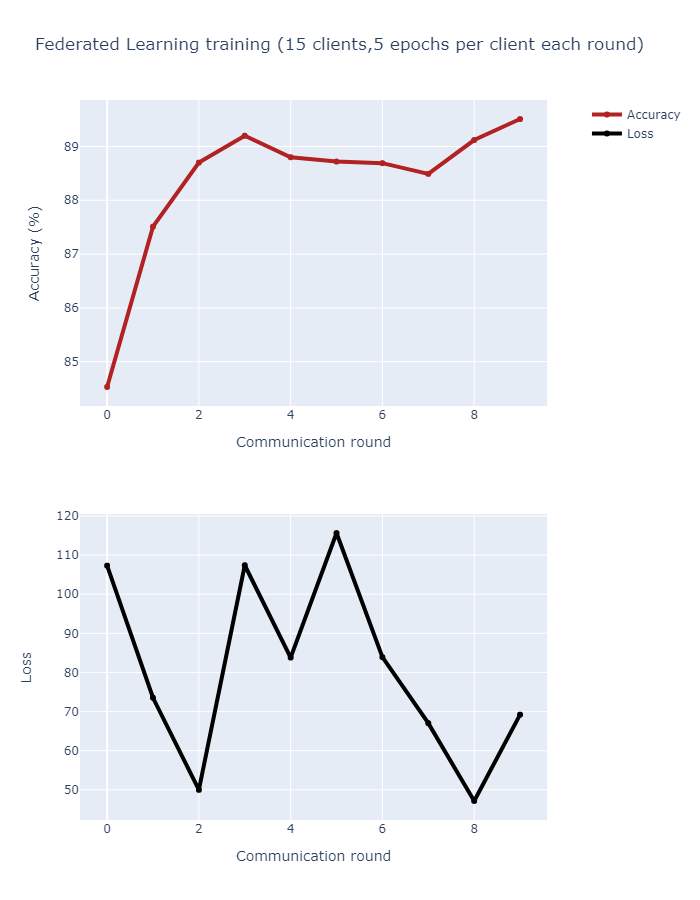 Federated Learning training (15 clients,5 epochs per client each round)
Accuracy
Loss
Accuracy (%)
89
88
87
86
85
0 2 4 6 8
Communication round
Loss
120
110
100
90
80
70
60
50
0 2 4 6 8
Communication round